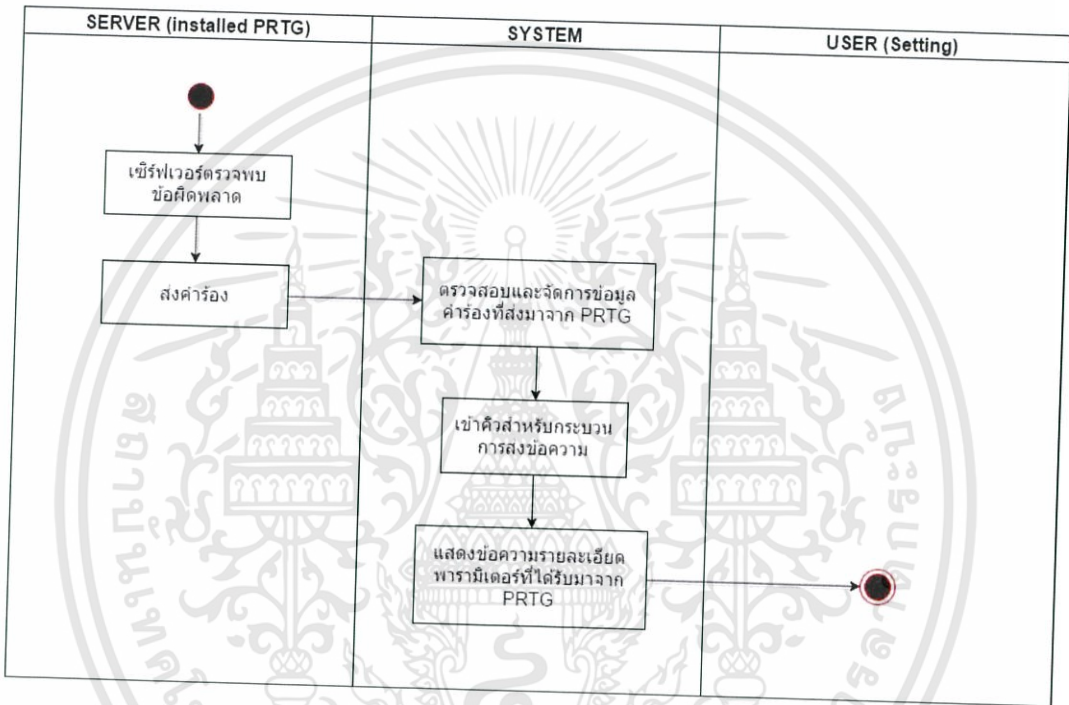 SERVER (installed PRTG)
SYSTEM
USER (Setting)
เซิร์ฟเวอร์ตรวจพบ
ข้อผิดพลาด
ส่งคำร้อง
ตรวจสอบและจัดการข้อมูล
คำร้องที่ส่งมาจาก PRTG
เข้าคิวสำหรับกระบวน
การส่งข้อความ
แสดงข้อความรายละเอียด
พารามิเตอร์ที่ได้รับมาจาก
PRTG